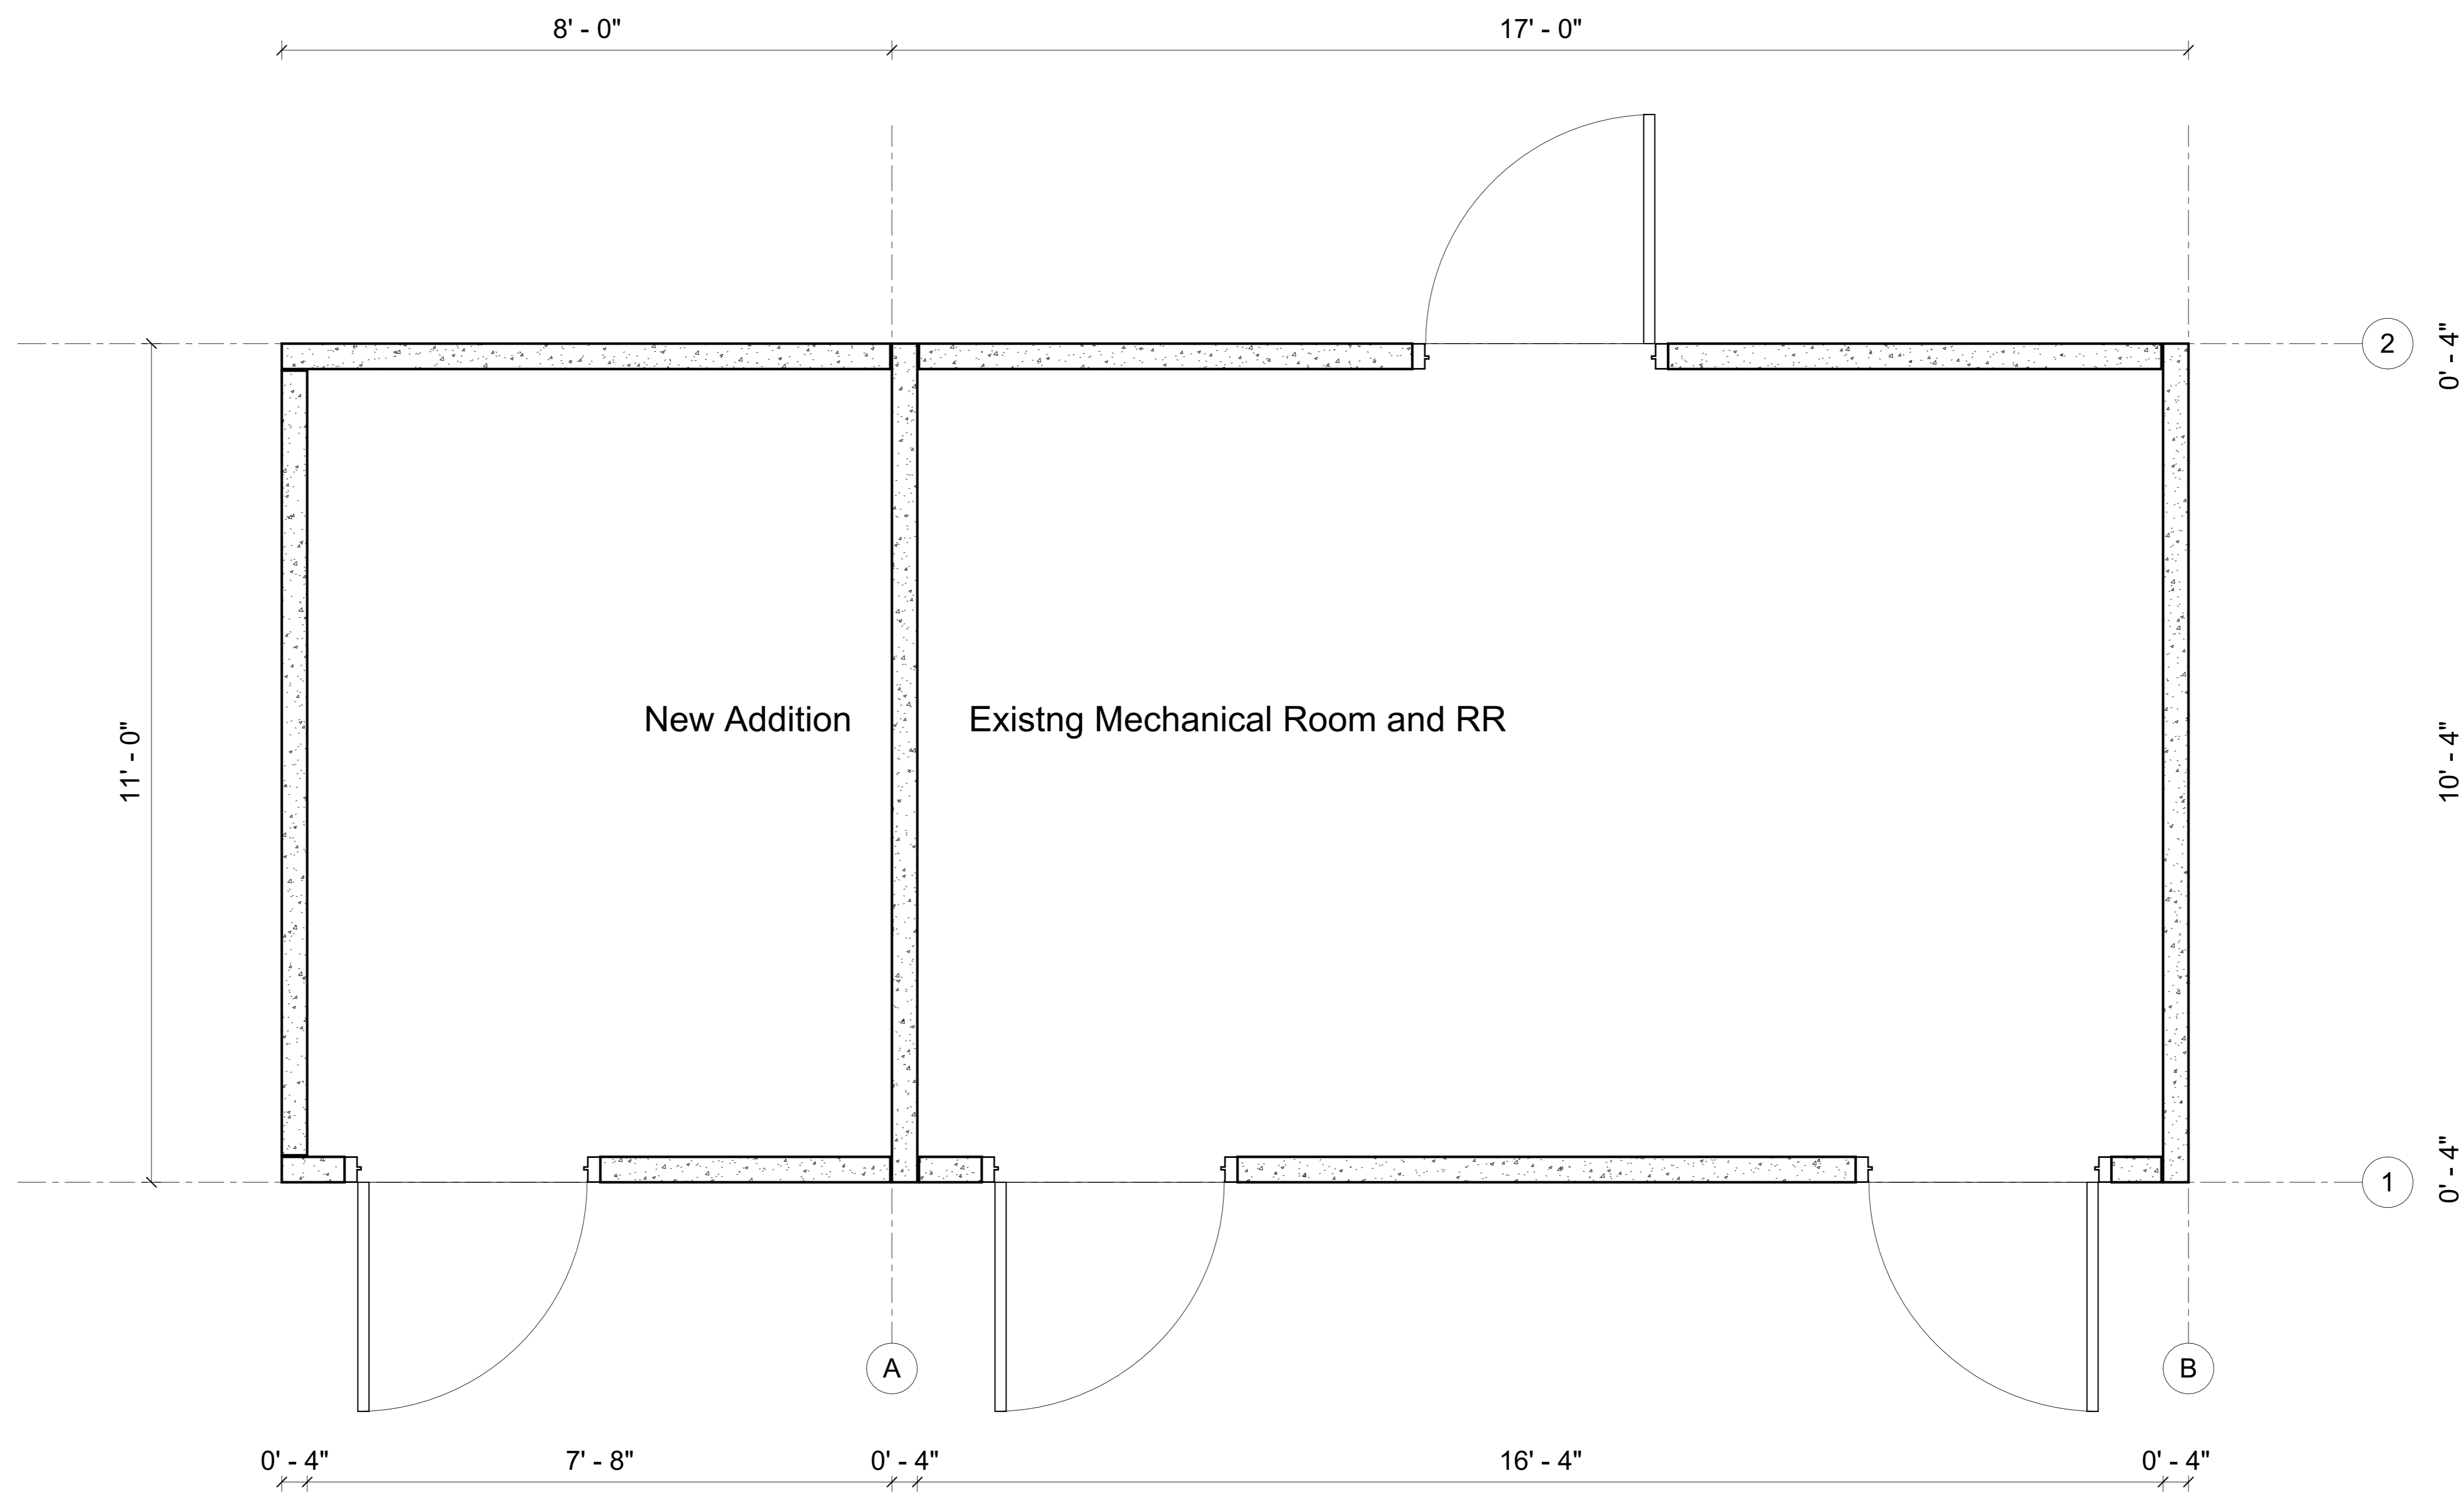 8' - 0"
17' - 0"
2
0' - 4"
11' - 0"
New Addition
Existng Mechanical Room and RR
10' - 4"
1
0' - 4"
A
B
0' - 4"
7' - 8"
0' - 4"
16' - 4"
0' - 4"